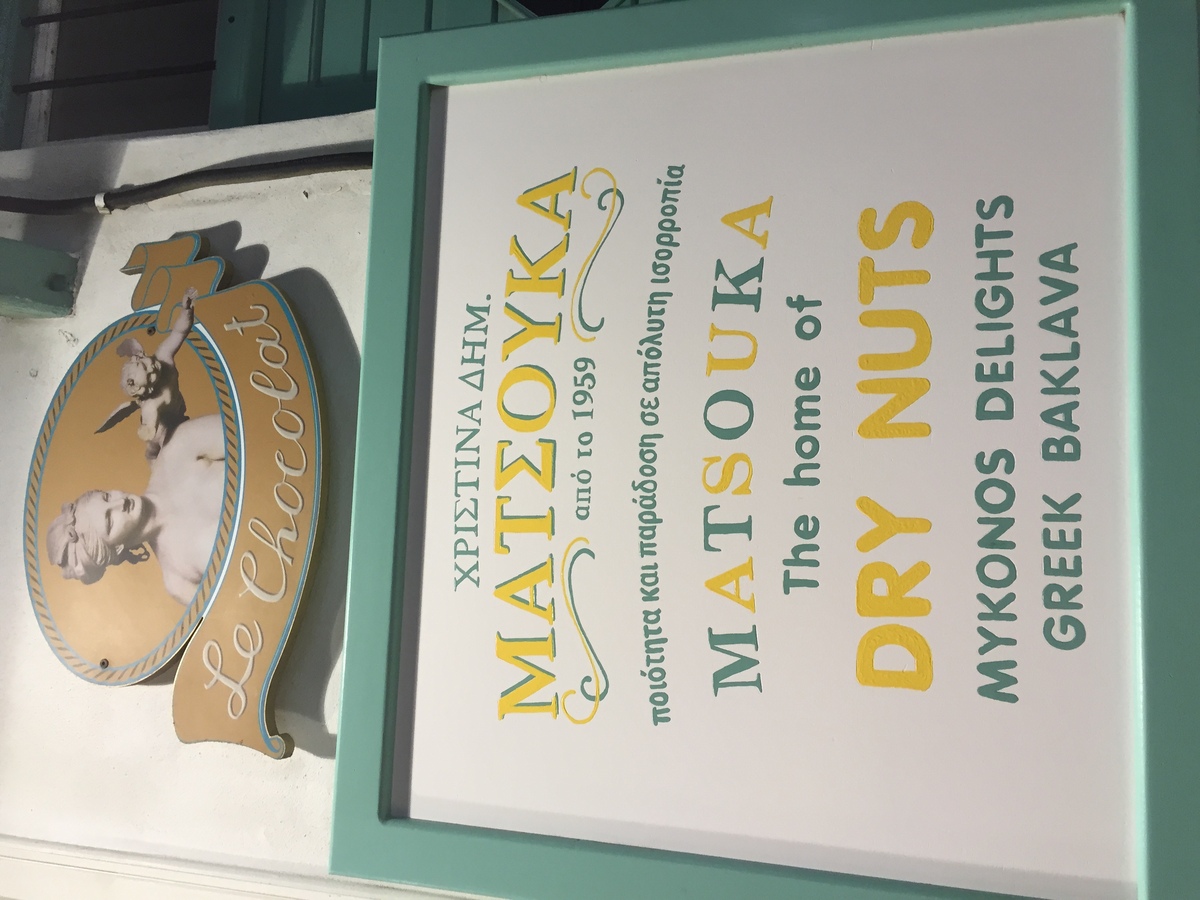 Le Chocolat
ΧΡΙΣΤΙΝΑ ΔΗΜ.
ΜΑΤΣΟΥΚΑ
από το 1959
ποιότητα και παράδοση σε απόλυτη ισορροπία
MATSOUKA
The home of
DRY NUTS
MYKONOS DELIGHTS
GREEK BAKLAVA